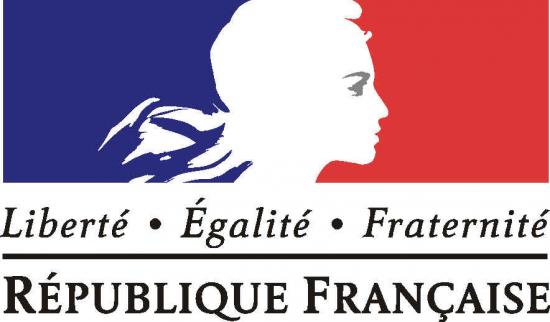 Liberté • Égalité • Fraternité
RÉPUBLIQUE FRANÇAISE